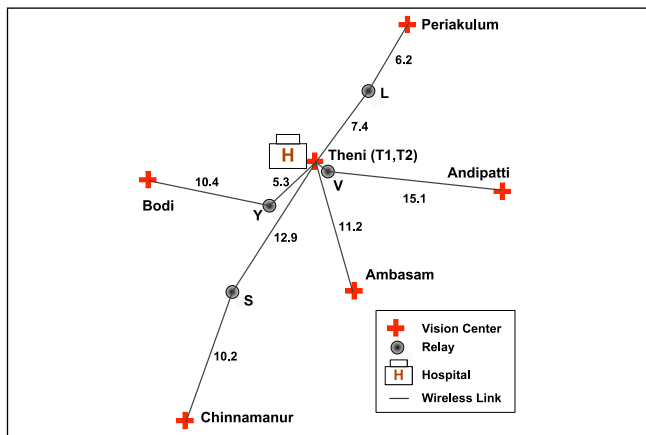 Periakulum
6.2
L
7.4
H
Theni (T1,T2)
V
Andipatti
10.4
5.3
15.1
Bodi
Y
12.9
11.2
Ambasam
S
10.2
Chinnamanur
Vision Center
Relay
H Hospital
Wireless Link